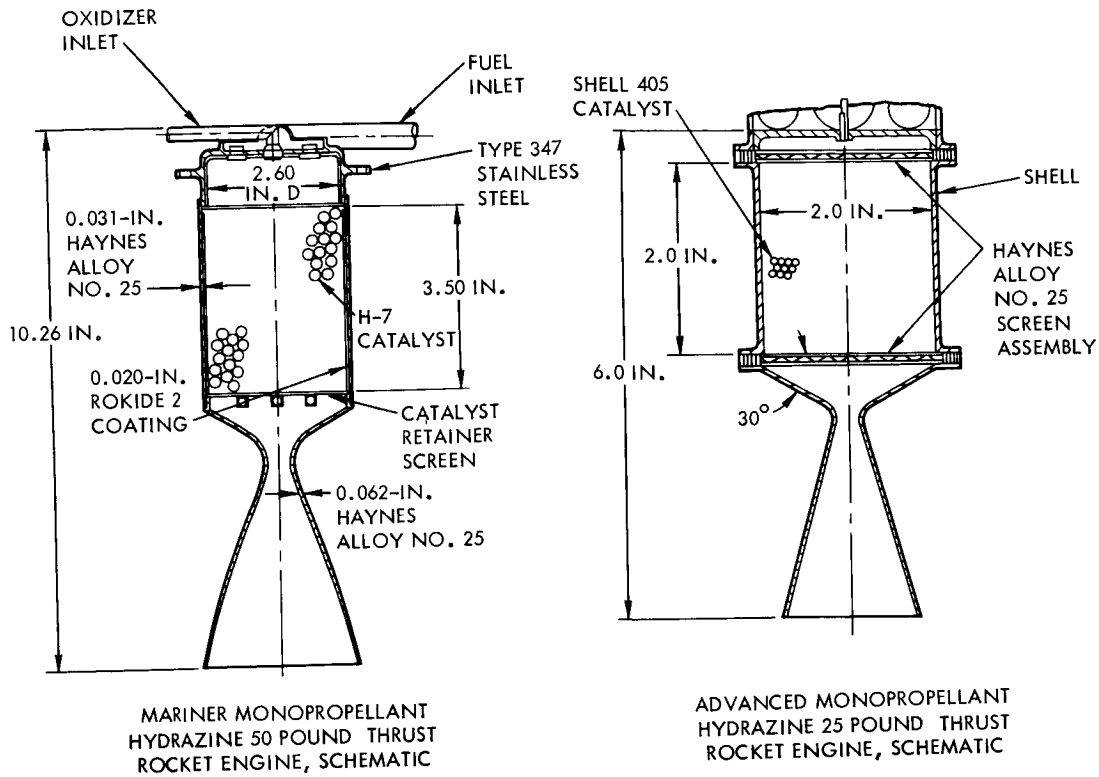 OXIDIZER
INLET
FUEL
INLET
TYPE 347
STAINLESS
STEEL
2.60
IN. D
0.031-IN.
HAYNES
ALLOY
NO. 25
3.50 IN.
H-7
CATALYST
10.26 IN.
0.020-IN.
ROKIDE 2
COATING
CATALYST
RETAINER
SCREEN
0.062-IN.
HAYNES
ALLOY NO. 25
MARINER MONOPROPELLANT
HYDRAZINE 50 POUND THRUST
ROCKET ENGINE, SCHEMATIC
SHELL 405
CATALYST
SHELL
2.0 IN.
2.0 IN.
HAYNES
ALLOY
NO. 25
SCREEN
ASSEMBLY
6.0 IN.
30°
ADVANCED MONOPROPELLANT
HYDRAZINE 25 POUND THRUST
ROCKET ENGINE, SCHEMATIC